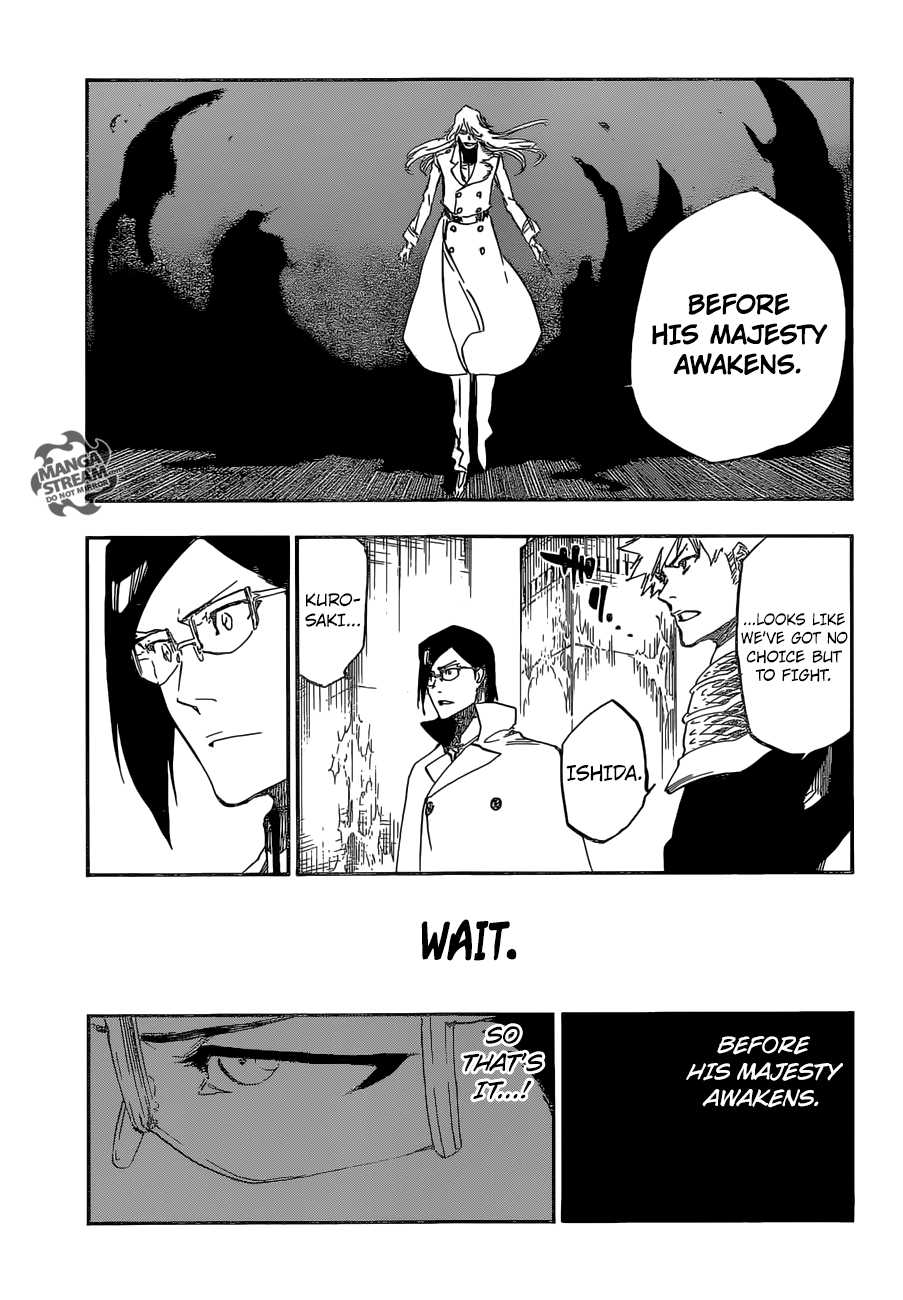 BEFORE
HIS MAJESTY
AWAKENS.
MANGA
STREAM
DO NOT MIRROR
...LOOKS LIKE
WE'VE GOT NO
CHOICE BUT
TO FIGHT.
ISHIDA.
KURO-
SAKI...
WAIT.
BEFORE
HIS MAJESTY
AWAKENS.
SO
THAT'S
IT...!